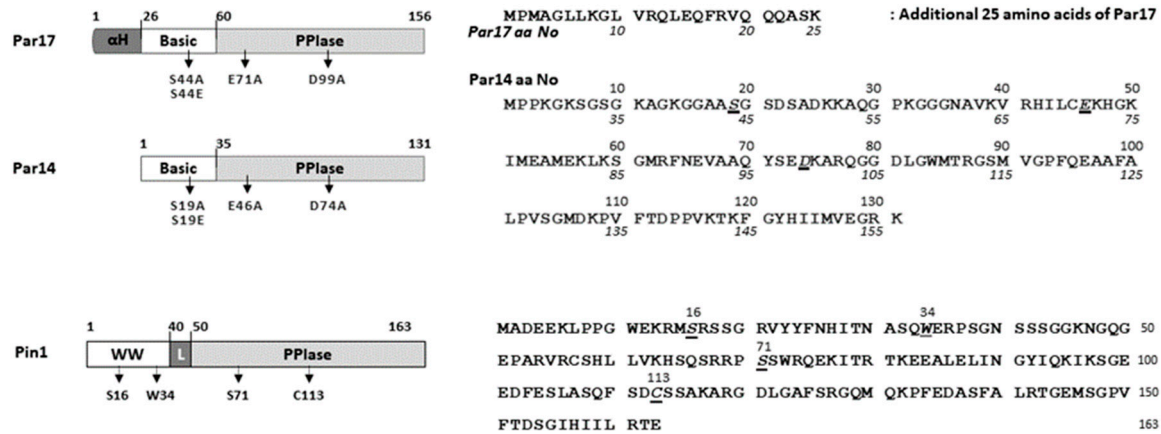 1 26 60 156
Par17 αH Basic PPIase
S44A E71A D99A
S44E
1 35 131
Par14 Basic PPIase
S19A E46A D74A
S19E
1 40 50 163
Pin1 WW L PPIase
S16 W34 S71 C113
MPMAGLLKGL VRQLEQFRVQ QQASK : Additional 25 amino acids of Par17
Par17 aa No 10 20 25
Par14 aa No
10 20 30 40 50
MPPKGKSGSG KAGKGGAASG SDSADKKAQG PKGGGNAVKV RHILCEKHGK
35 45 55 65 75
60 70 80 90 100
IMEAMEKLKS GMRFNEVAAQ YSEDKARQGG DLGWMTRGSM VGPFQEAAFA
85 95 105 115 125
110 120 130
LPVSGMDKPV FTDPPVKTKF GYHIIMVEGR K
135 145 155
16 34
MADEEKLPPG WEKRMSRSSG RVYYFNHITN ASQWERPSGN SSSGGKNGQG 50
71
EPARVRCSHL LVKHSQSRRP SSWRQEKITR TKEEALELIN GYIQKIKSGE 100
113
EDFESLASQF SDCSSAKARG DLGAFSRGQM QKPFEDASFA LRTGEMSGPV 150
FTDSGIHIIL RTE 163